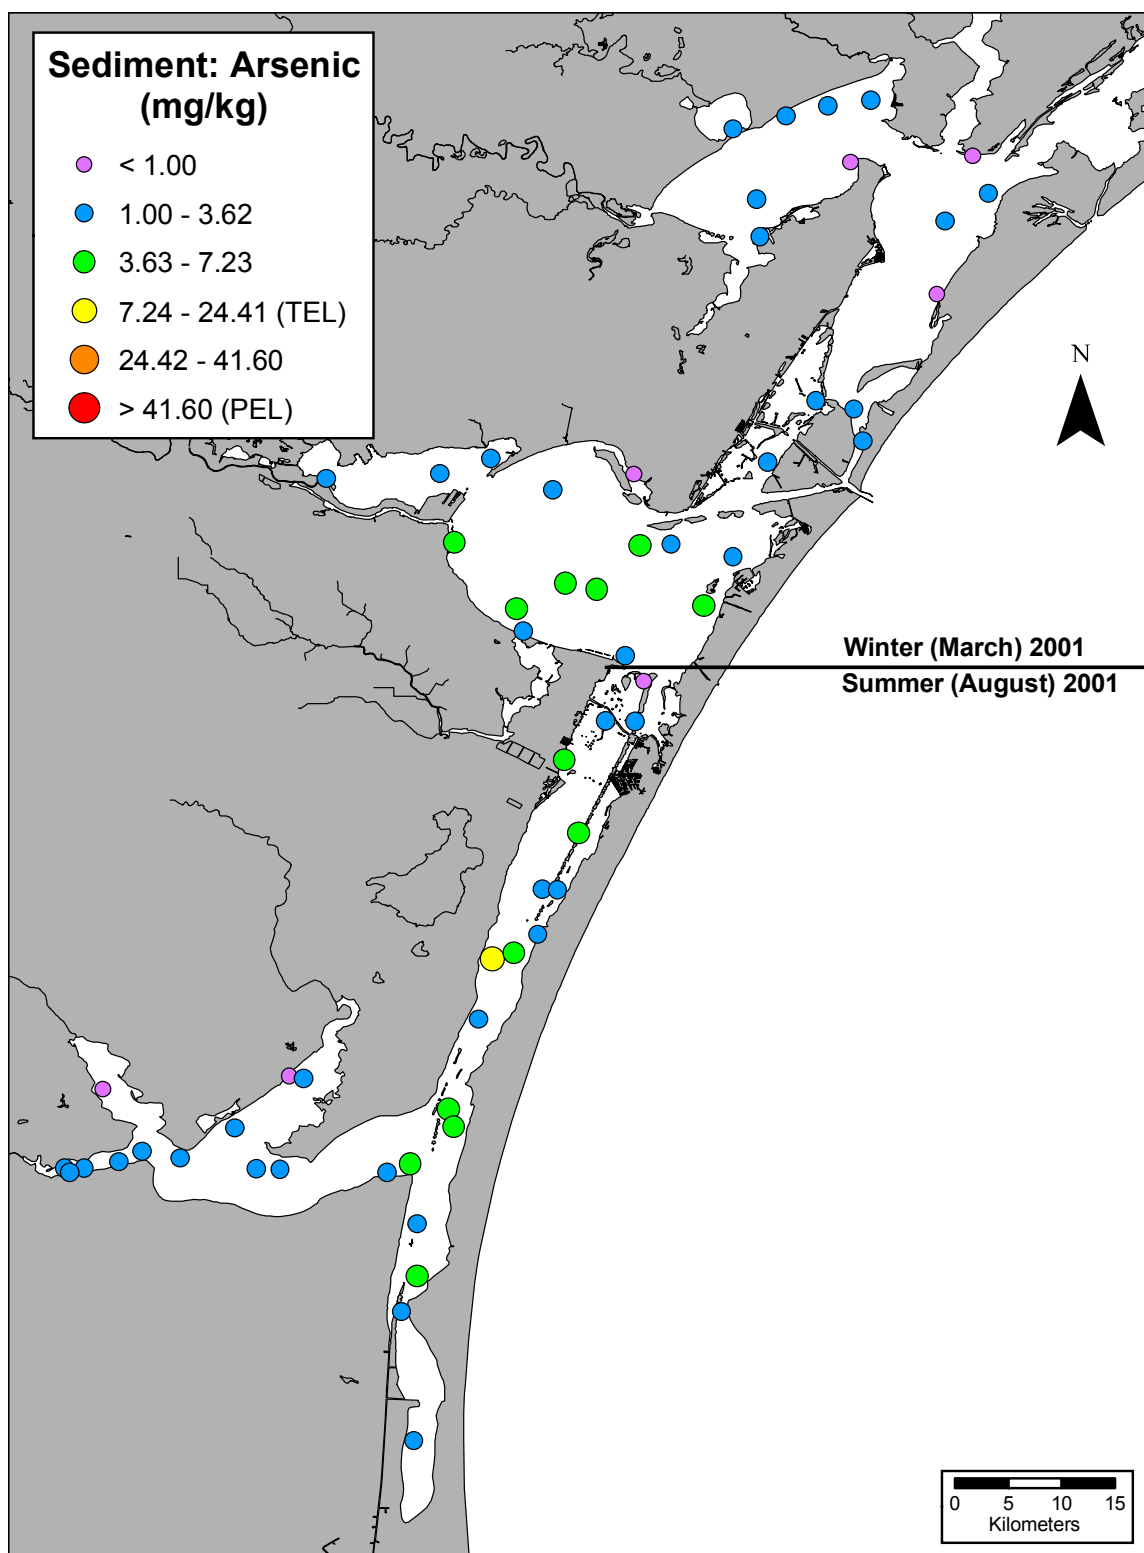 Sediment: Arsenic
(mg/kg)
< 1.00
1.00 - 3.62
3.63 - 7.23
7.24 - 24.41 (TEL)
24.42 - 41.60
> 41.60 (PEL)
N
Winter (March) 2001
Summer (August) 2001
0 5 10 15
Kilometers